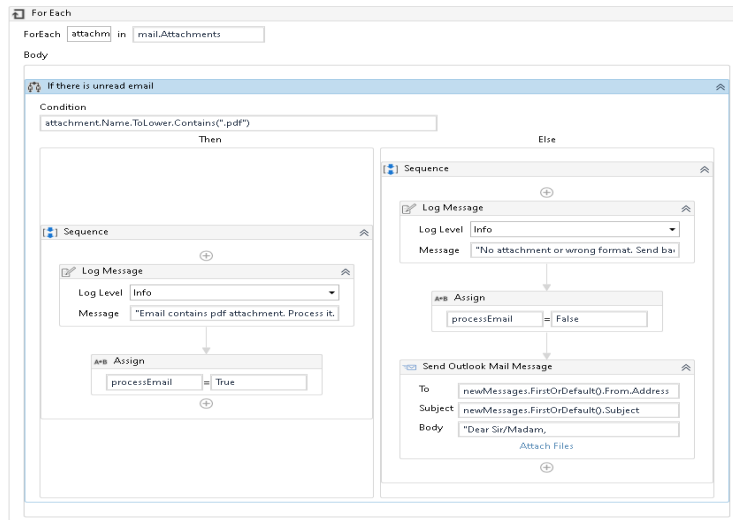 For Each
ForEach attachm in mail.Attachments
Body
If there is unread email
Condition
attachment.Name.ToLower.Contains(".pdf")
Then
Else
Sequence
Log Message
Log Level Info
Message "Email contains pdf attachment. Process it.
A+B Assign
processEmail = True
Sequence
Log Message
Log Level Info
Message "No attachment or wrong format. Send ba
A+B Assign
processEmail = False
Send Outlook Mail Message
To newMessages.FirstOrDefault().From.Address
Subject newMessages.FirstOrDefault().Subject
Body "Dear Sir/Madam,
Attach Files